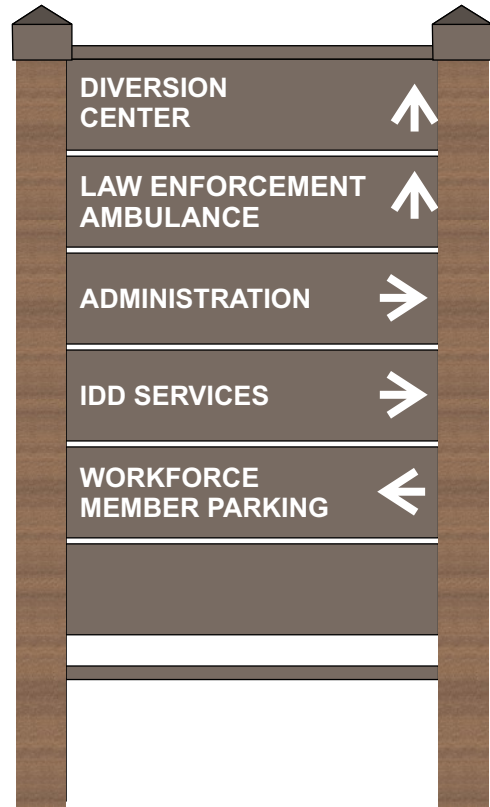 DIVERSION
CENTER
LAW ENFORCEMENT
AMBULANCE
ADMINISTRATION
IDD SERVICES
WORKFORCE
MEMBER PARKING